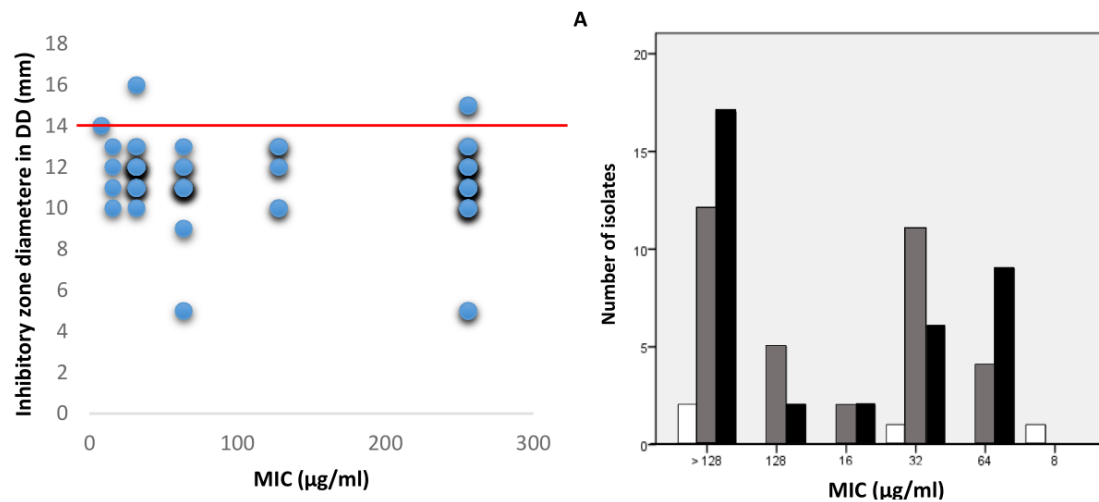 A
Inhibitory zone diametere in DD (mm)
18
16
14
12
10
8
6
4
2
0
0 100 200 300
MIC (µg/ml)
Number of isolates
20
15
10
5
0
> 128 128 16 32 64 8
MIC (µg/ml)